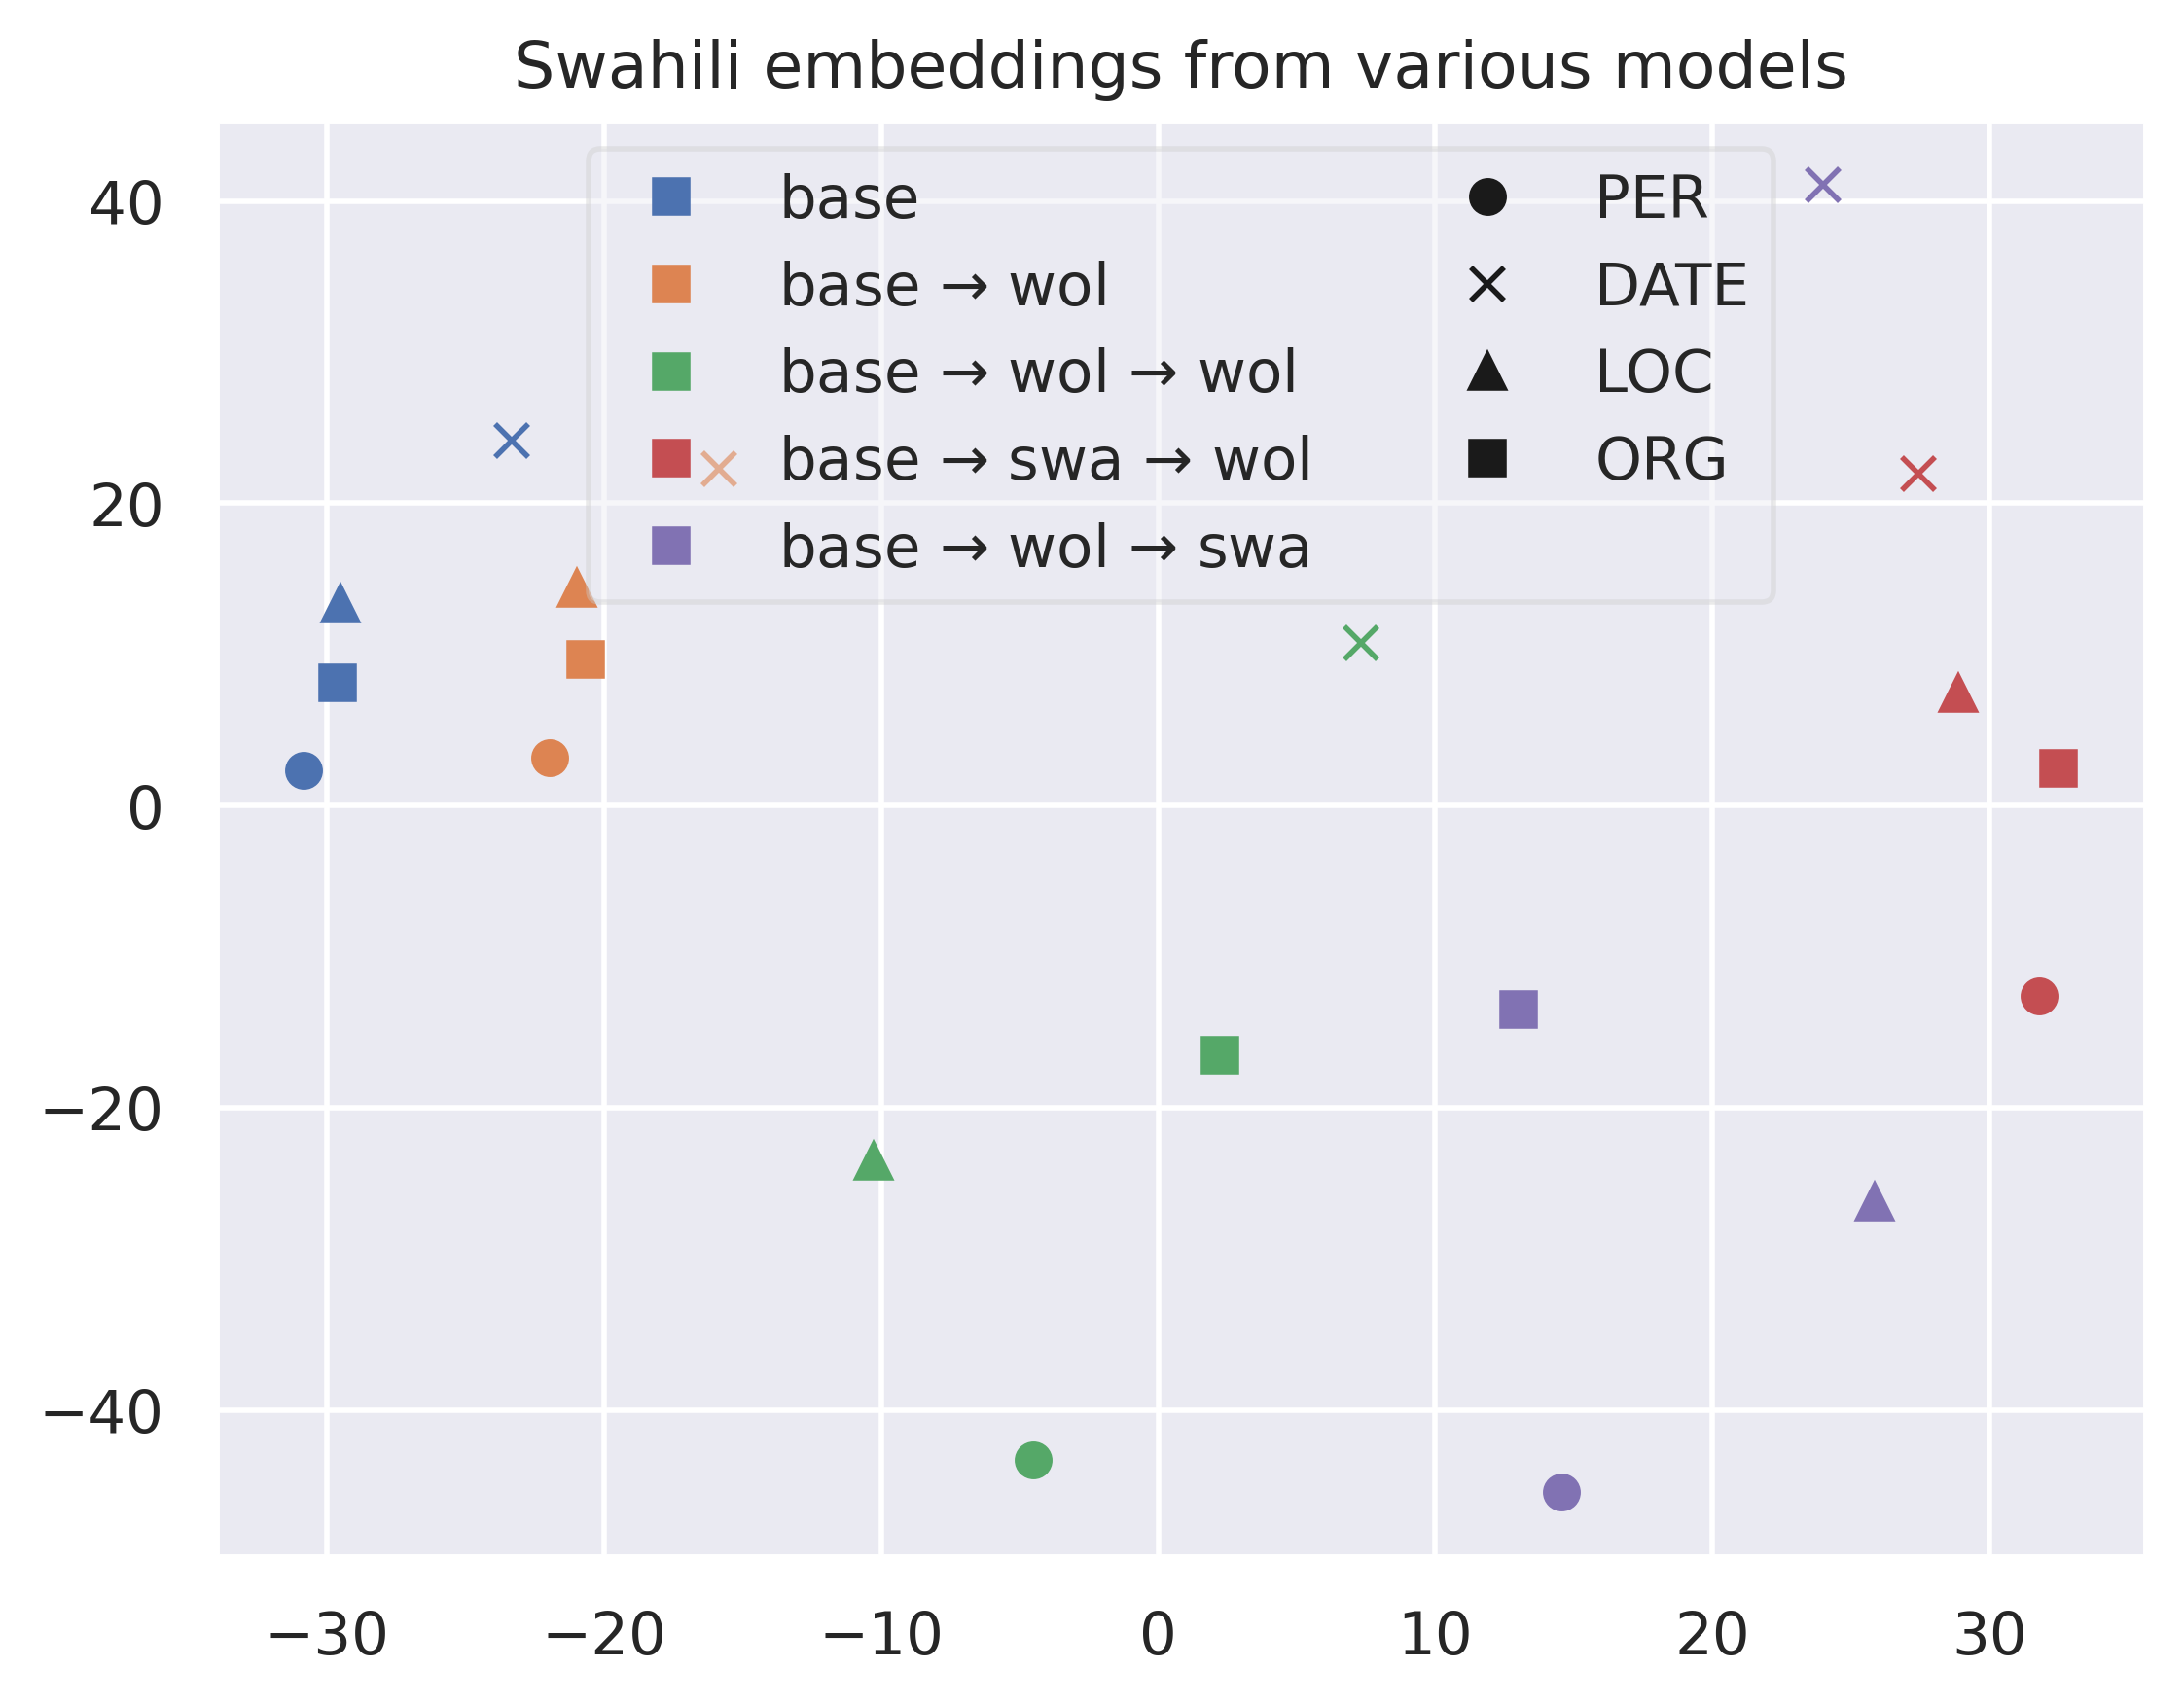 Swahili embeddings from various models
base
base → wol
base → wol → wol
base → swa → wol
base → wol → swa
PER
DATE
LOC
ORG
40
20
0
−20
−40
−30
−20
−10
0
10
20
30